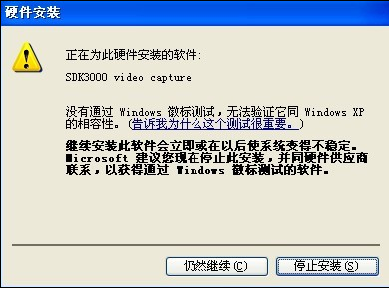 硬件安装
正在为此硬件安装的软件:
SDK3000 video capture
没有通过 Windows 徽标测试，无法验证它同 Windows XP
的相容性。(告诉我为什么这个测试很重要。)
继续安装此软件会立即或在以后使系统变得不稳定。
Microsoft 建议您现在停止此安装，并同硬件供应商
联系，以获得通过 Windows 徽标测试的软件。
仍然继续(C)
停止安装(S)